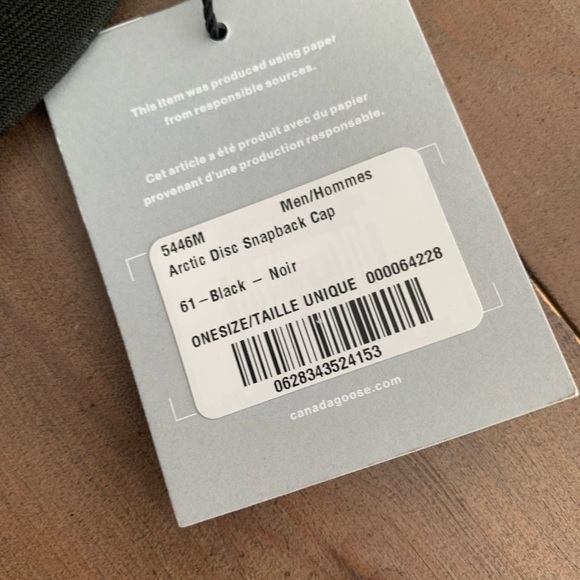 This item was produced using paper
from responsible sources.
Cet article a été produit avec du papier
provenant d'une production responsable.
5446M Men/Hommes
Arctic Disc Snapback Cap
61–Black – Noir
ONESIZE/TAILLE UNIQUE 000064228
0628343524153
canadagoose.com